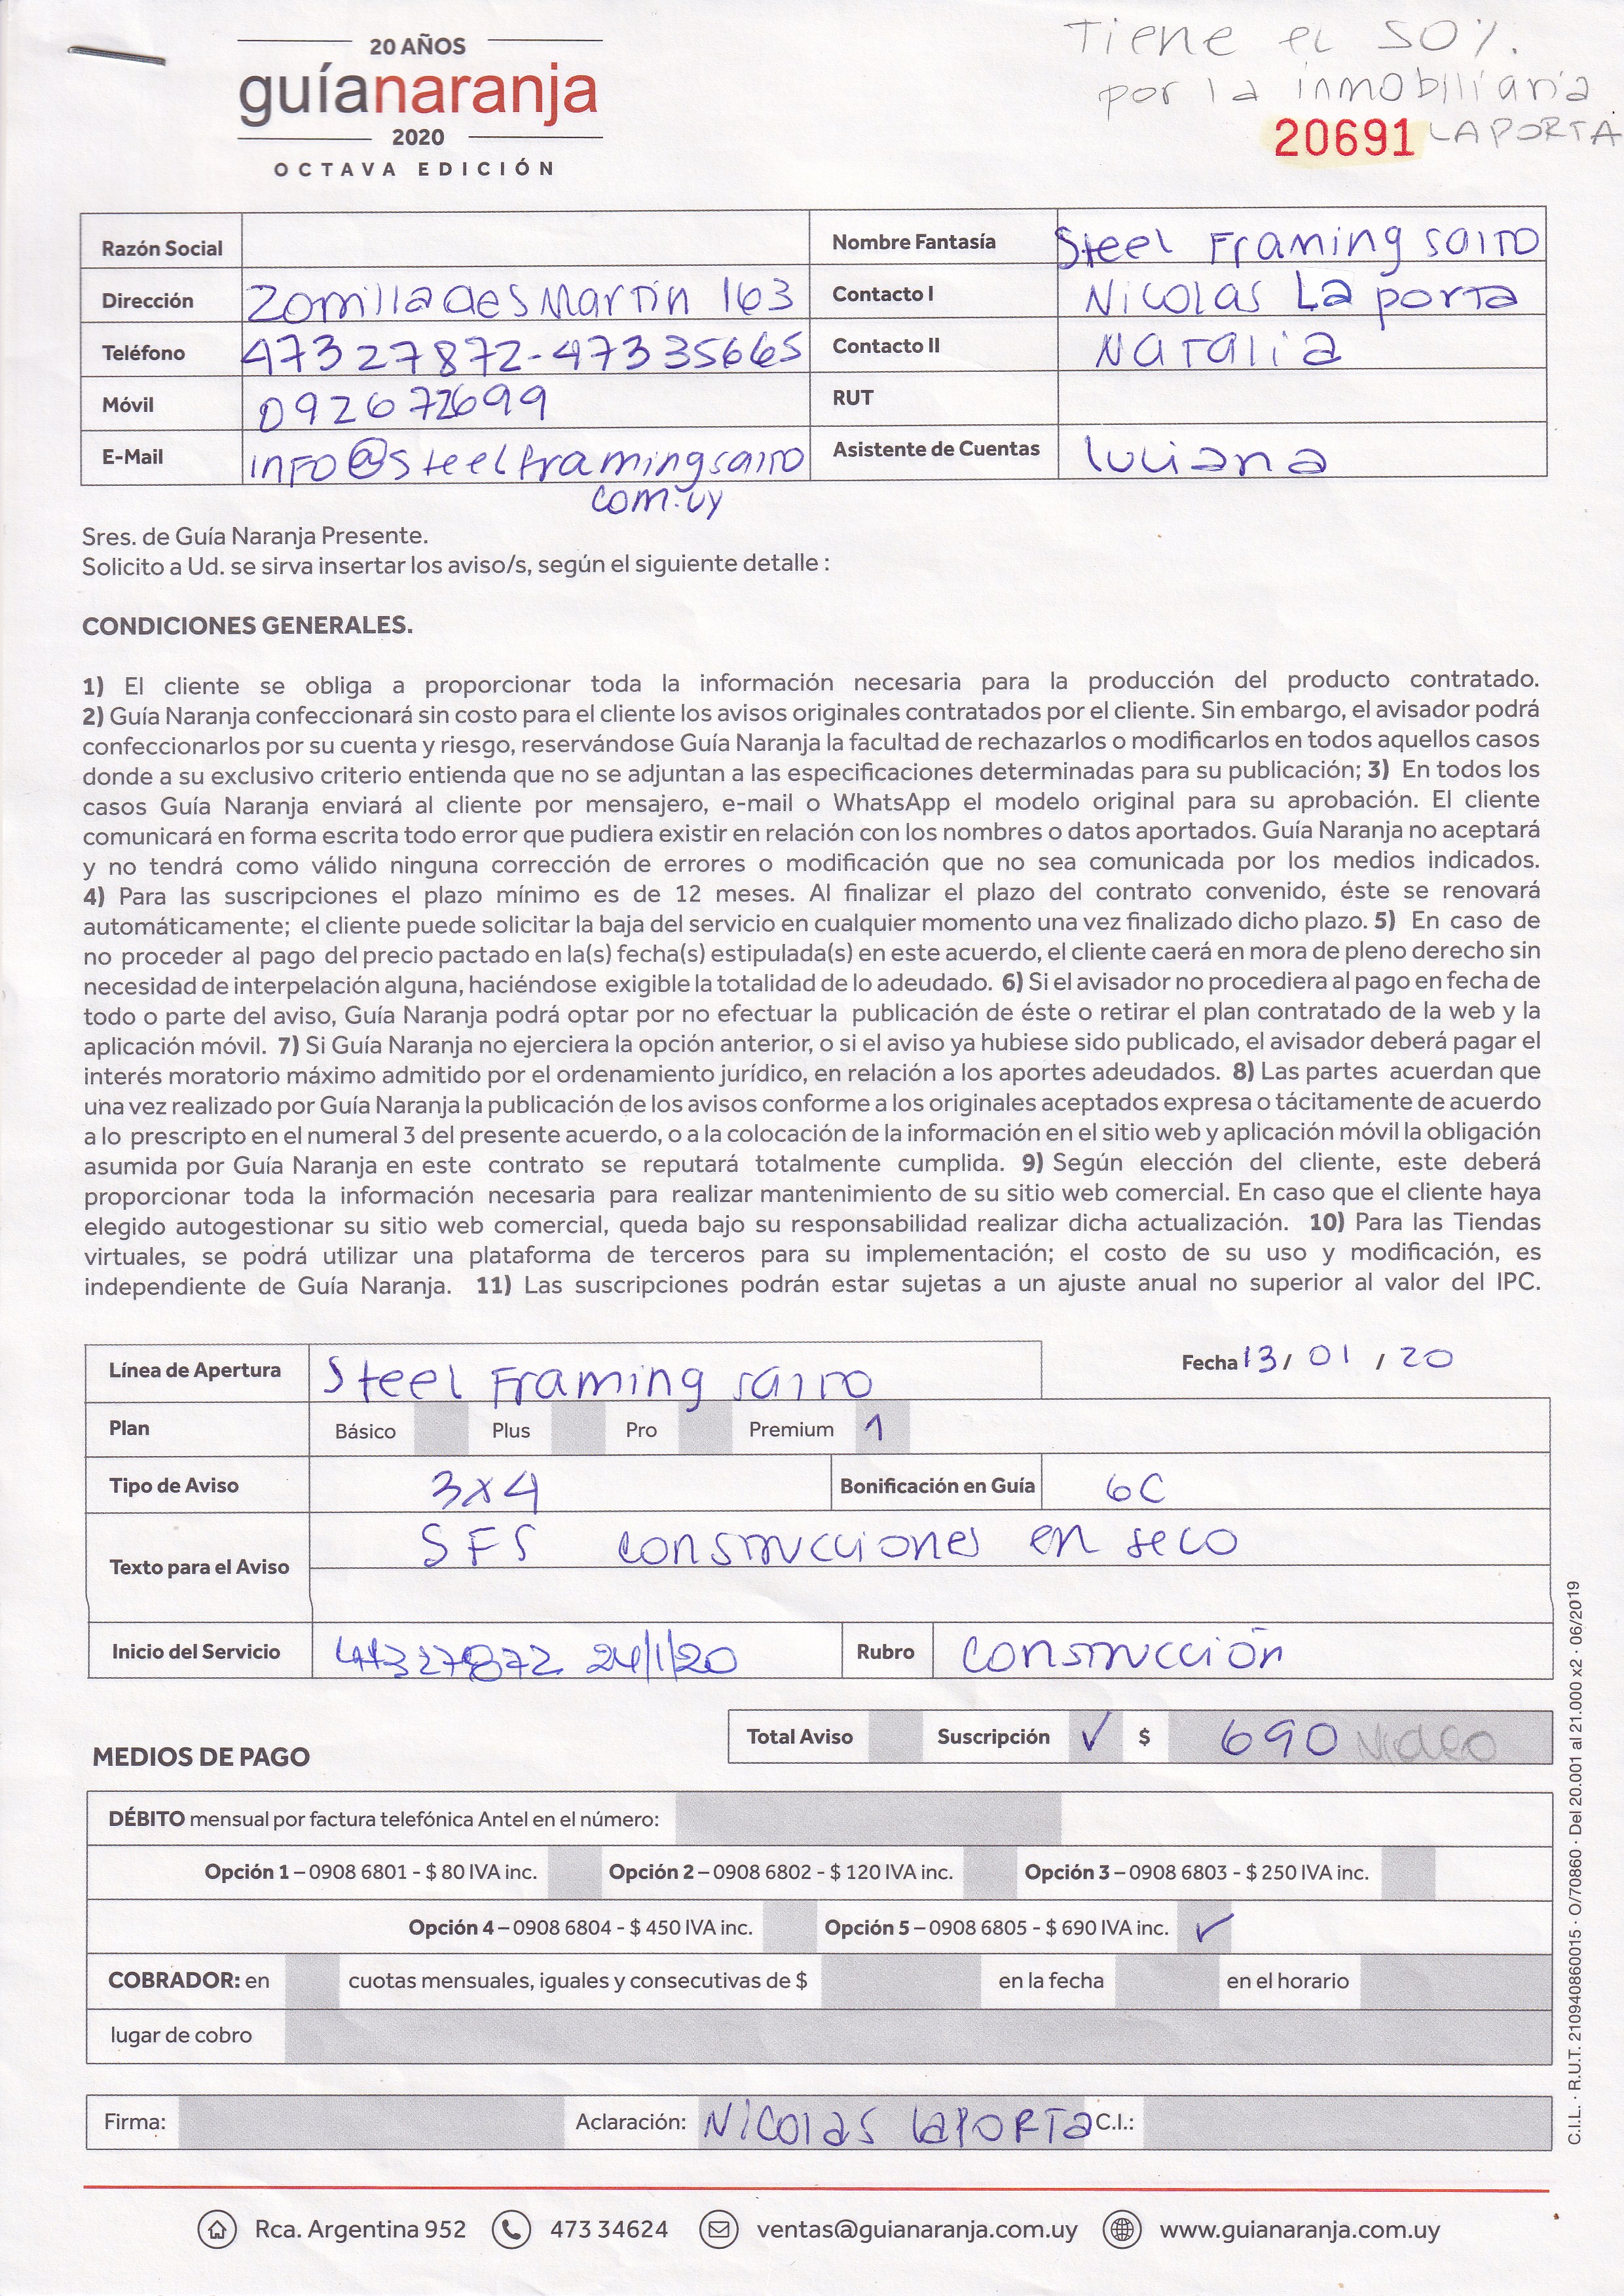 20 AÑOS
guíanaranja
2020
OCTAVA EDICIÓN
Tiene el 50%.
por la inmobiliaria
20691 LAPORTA
Razón Social
Nombre Fantasía Steel Framing Salto
Dirección Zorrilla de S Martin 163
Contacto I Nicolas La porta
Teléfono 47327872-47335665
Contacto II Natalia
Móvil 092672699
RUT
E-Mail info@steelframingsalto
com.uy
Asistente de Cuentas Luciana
Sres. de Guía Naranja Presente.
Solicito a Ud. se sirva insertar los aviso/s, según el siguiente detalle :
CONDICIONES GENERALES.
1) El cliente se obliga a proporcionar toda la información necesaria para la producción del producto contratado.
2) Guía Naranja confeccionará sin costo para el cliente los avisos originales contratados por el cliente. Sin embargo, el avisador podrá
confeccionarlos por su cuenta y riesgo, reservándose Guía Naranja la facultad de rechazarlos o modificarlos en todos aquellos casos
donde a su exclusivo criterio entienda que no se adjuntan a las especificaciones determinadas para su publicación; 3) En todos los
casos Guía Naranja enviará al cliente por mensajero, e-mail o WhatsApp el modelo original para su aprobación. El cliente
comunicará en forma escrita todo error que pudiera existir en relación con los nombres o datos aportados. Guía Naranja no aceptará
y no tendrá como válido ninguna corrección de errores o modificación que no sea comunicada por los medios indicados.
4) Para las suscripciones el plazo mínimo es de 12 meses. Al finalizar el plazo del contrato convenido, éste se renovará
automáticamente; el cliente puede solicitar la baja del servicio en cualquier momento una vez finalizado dicho plazo. 5) En caso de
no proceder al pago del precio pactado en la(s) fecha(s) estipulada(s) en este acuerdo, el cliente caerá en mora de pleno derecho sin
necesidad de interpelación alguna, haciéndose exigible la totalidad de lo adeudado. 6) Si el avisador no procediera al pago en fecha de
todo o parte del aviso, Guía Naranja podrá optar por no efectuar la publicación de éste o retirar el plan contratado de la web y la
aplicación móvil. 7) Si Guía Naranja no ejerciera la opción anterior, o si el aviso ya hubiese sido publicado, el avisador deberá pagar el
interés moratorio máximo admitido por el ordenamiento jurídico, en relación a los aportes adeudados. 8) Las partes acuerdan que
una vez realizado por Guía Naranja la publicación de los avisos conforme a los originales aceptados expresa o tácitamente de acuerdo
a lo prescripto en el numeral 3 del presente acuerdo, o a la colocación de la información en el sitio web y aplicación móvil la obligación
asumida por Guía Naranja en este contrato se reputará totalmente cumplida. 9) Según elección del cliente, este deberá
proporcionar toda la información necesaria para realizar mantenimiento de su sitio web comercial. En caso que el cliente haya
elegido autogestionar su sitio web comercial, queda bajo su responsabilidad realizar dicha actualización. 10) Para las Tiendas
virtuales, se podrá utilizar una plataforma de terceros para su implementación; el costo de su uso y modificación, es
independiente de Guía Naranja. 11) Las suscripciones podrán estar sujetas a un ajuste anual no superior al valor del IPC.
Línea de Apertura Steel Framing Salto
Fecha 13/ 01 / 20
Plan Básico Plus Pro Premium 1
Tipo de Aviso 3x4 Bonificación en Guía 6C
Texto para el Aviso SFS construcciones en seco
Inicio del Servicio 47327872 24/1/20 Rubro construcción
Total Aviso Suscripción ✓ $ 690 video
MEDIOS DE PAGO
DÉBITO mensual por factura telefónica Antel en el número:
Opción 1 – 0908 6801 - $ 80 IVA inc. Opción 2 – 0908 6802 - $ 120 IVA inc. Opción 3 – 0908 6803 - $ 250 IVA inc.
Opción 4 – 0908 6804 - $ 450 IVA inc. Opción 5 – 0908 6805 - $ 690 IVA inc. ✓
COBRADOR: en cuotas mensuales, iguales y consecutivas de $ en la fecha en el horario
lugar de cobro
Firma: Aclaración: Nicolas LAPORTA C.I.:
C.I.L. · R.U.T. 210940860015 · O/70860 · Del 20.001 al 21.000 x2 · 06/2019
Rca. Argentina 952 473 34624 ventas@guianaranja.com.uy www.guianaranja.com.uy